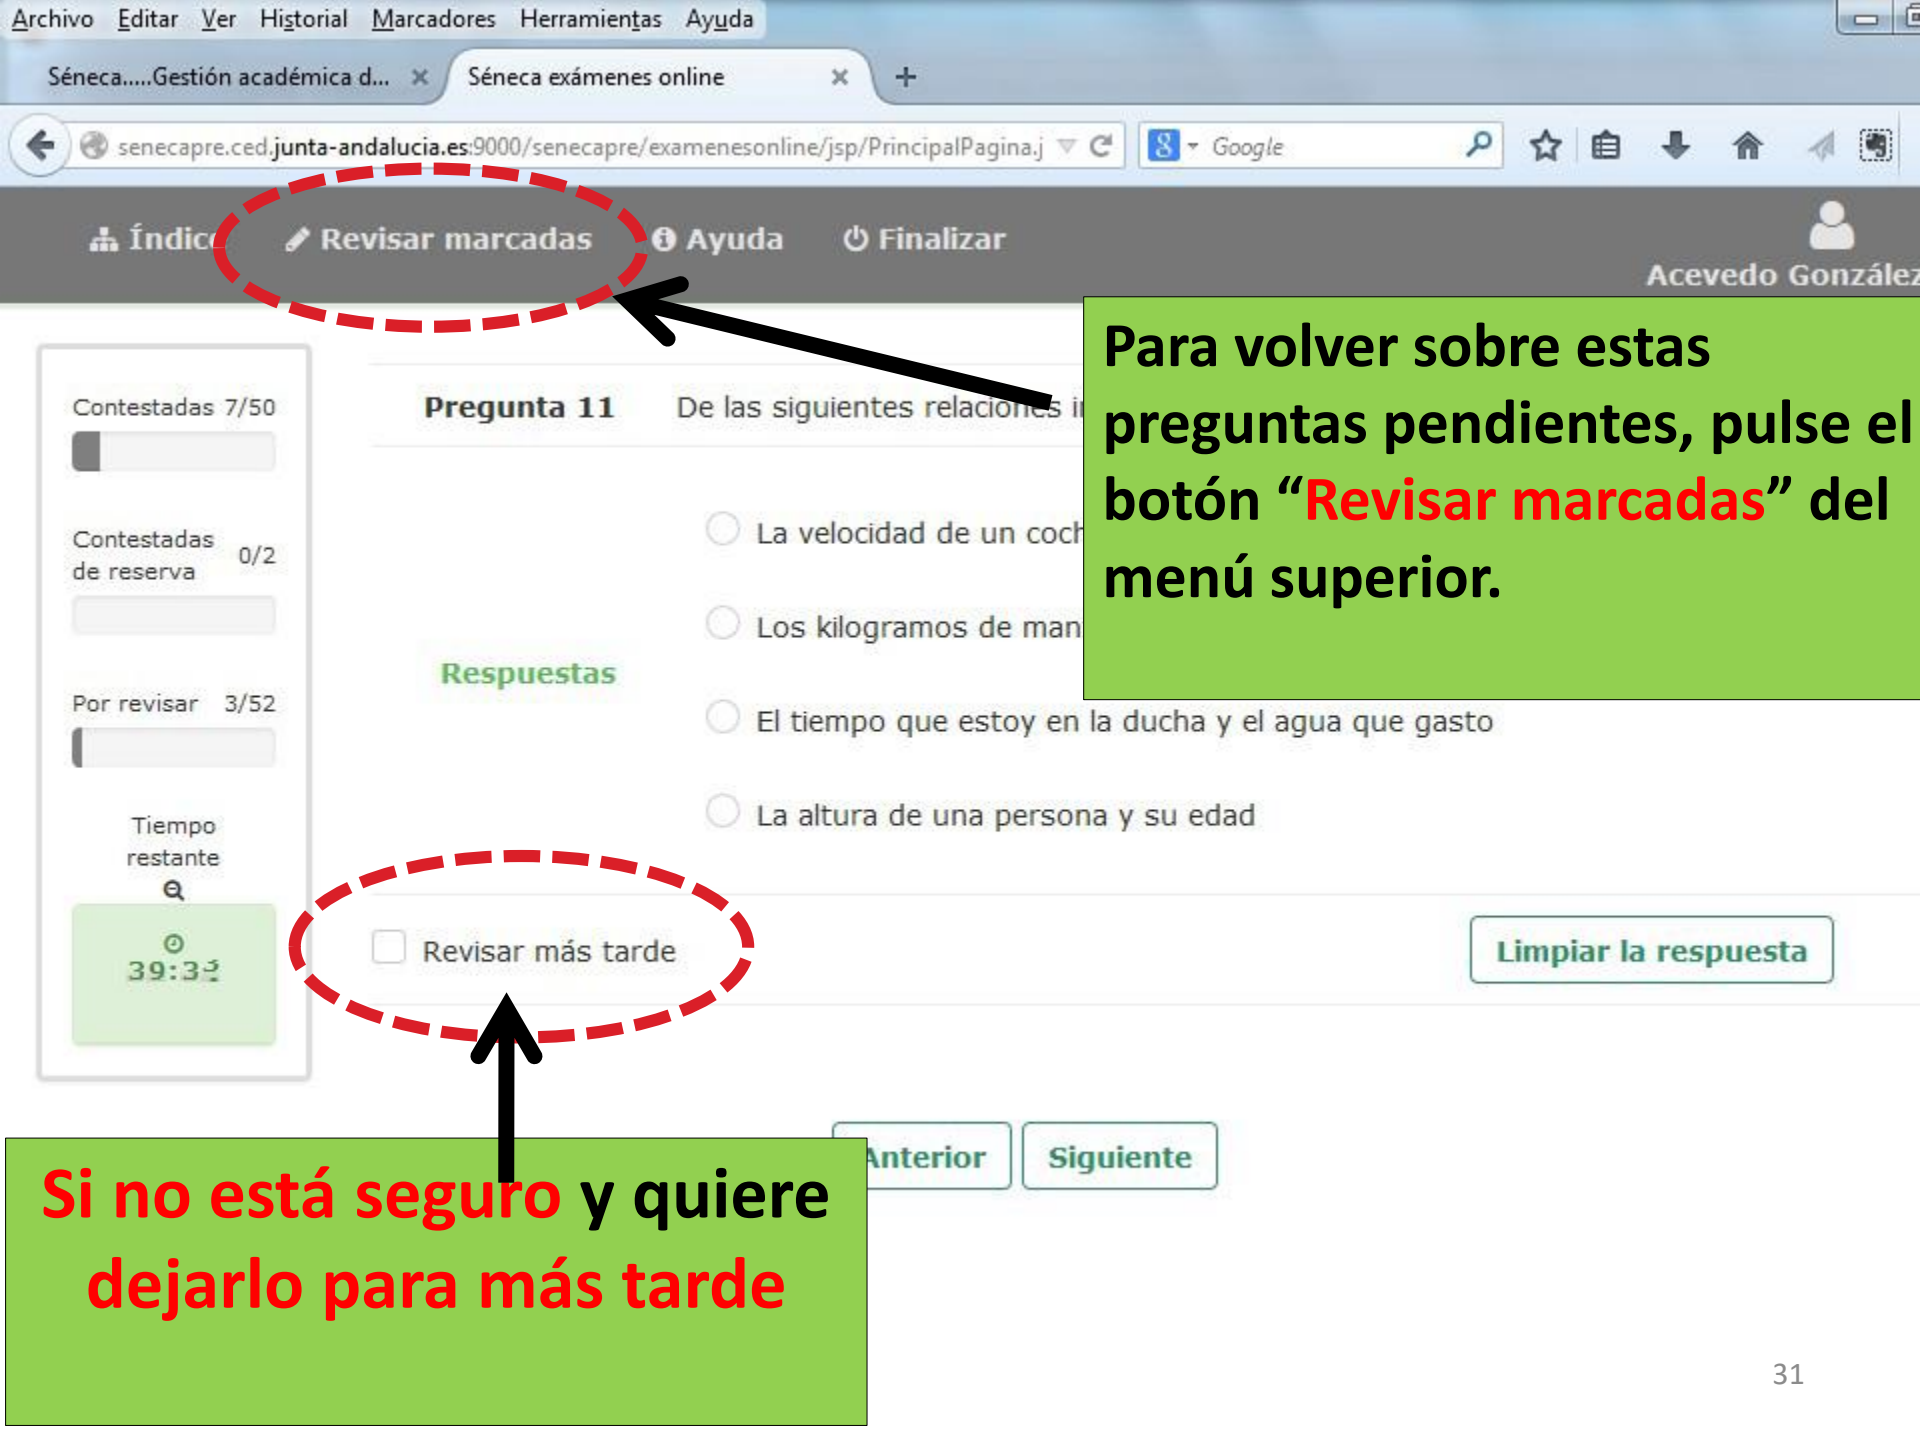 Archivo Editar Ver Historial Marcadores Herramientas Ayuda
Séneca.....Gestión académica d... Séneca exámenes online
senecapre.ced.junta-andalucia.es:9000/senecapre/examenesonline/jsp/PrincipalPagina.j Google
Índice Revisar marcadas Ayuda Finalizar
Acevedo González
Para volver sobre estas
preguntas pendientes, pulse el
botón “Revisar marcadas” del
menú superior.
Contestadas 7/50
Contestadas
de reserva 0/2
Por revisar 3/52
Tiempo
restante
Pregunta 11 De las siguientes relaciones
La velocidad de un
Los kilogramos de
Respuestas
El tiempo que estoy en la ducha y el agua que gasto
La altura de una persona y su edad
Revisar más tarde
Limpiar la respuesta
Anterior Siguiente
Si no está seguro y quiere
dejarlo para más tarde
31